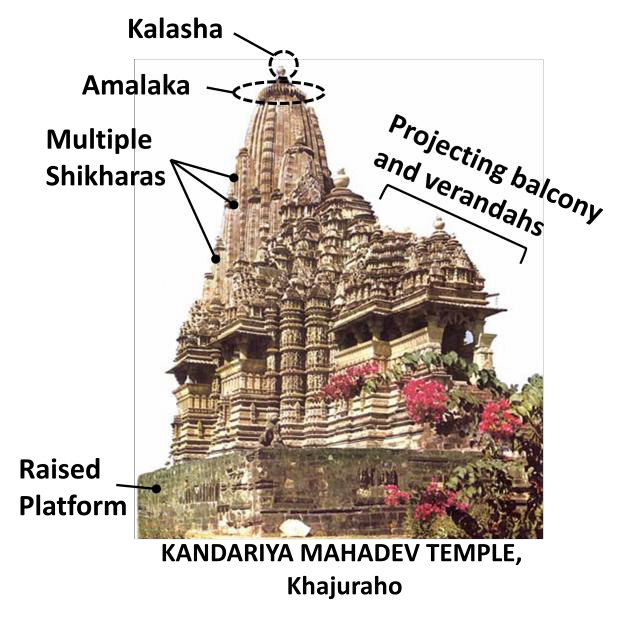 Kalasha
Amalaka
Multiple
Shikharas
Projecting balcony
and verandahs
Raised
Platform
KANDARIYA MAHADEV TEMPLE,
Khajuraho